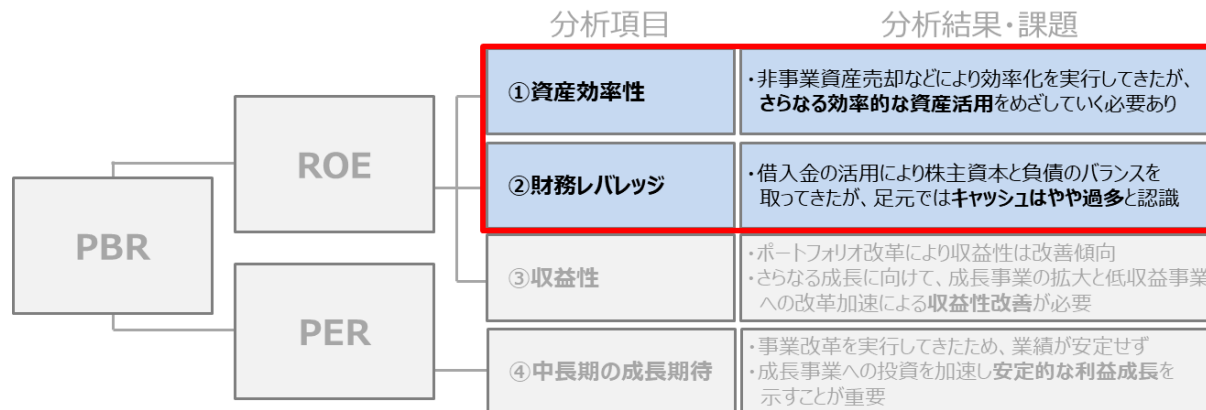 分析項目
分析結果・課題
①資産効率性
・非事業資産売却などにより効率化を実行してきたが、
さらなる効率的な資産活用をめざしていく必要あり
ROE
②財務レバレッジ
・借入金の活用により株主資本と負債のバランスを
取ってきたが、足元ではキャッシュはやや過多と認識
PBR
③収益性
・ポートフォリオ改革により収益性は改善傾向
・さらなる成長に向けて、成長事業の拡大と低収益事業
への改革加速による収益性改善が必要
PER
④中長期の成長期待
・事業改革を実行してきたため、業績が安定せず
・成長事業への投資を加速し安定的な利益成長を
示すことが重要